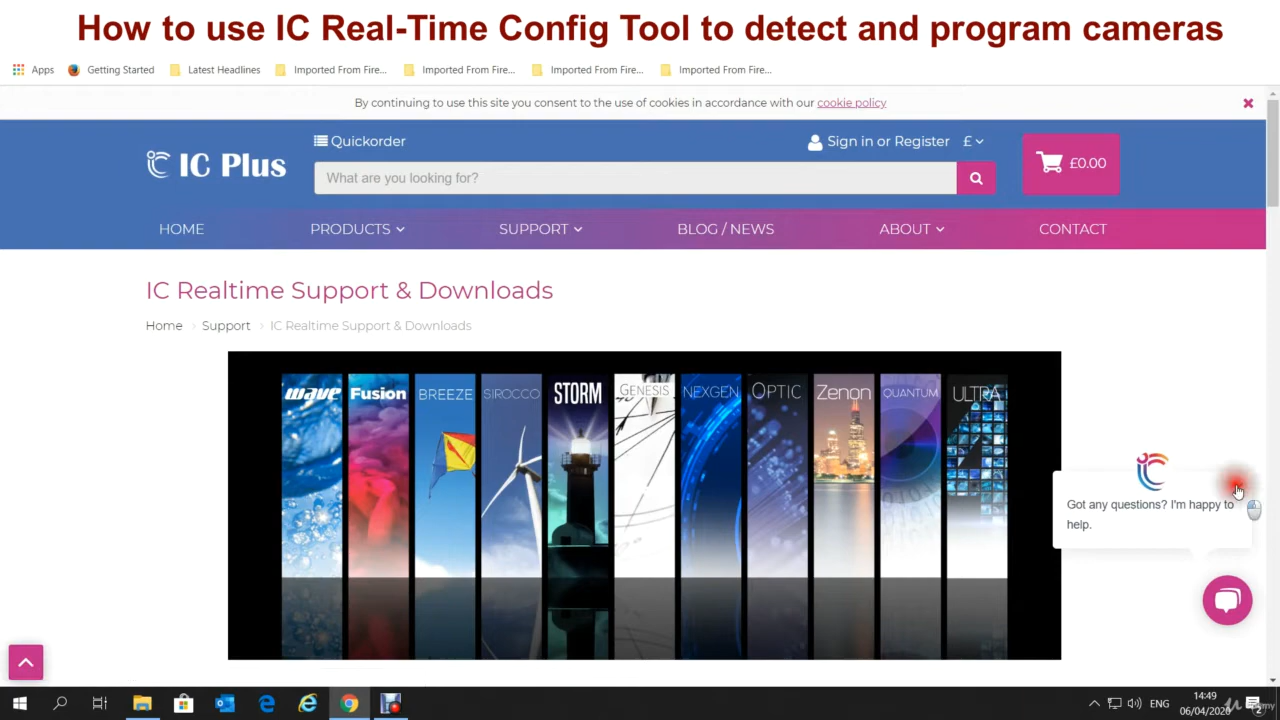 How to use IC Real-Time Config Tool to detect and program cameras
Apps Getting Started Latest Headlines Imported From Fire... Imported From Fire... Imported From Fire... Imported From Fire...
By continuing to use this site you consent to the use of cookies in accordance with our cookie policy
Quickorder Sign in or Register £
IC Plus What are you looking for? £0.00
HOME PRODUCTS SUPPORT BLOG / NEWS ABOUT CONTACT
IC Realtime Support & Downloads
Home Support IC Realtime Support & Downloads
wave Fusion BREEZE SIROCCO STORM GENESIS NEXGEN OPTIC Zenon QUANTUM ULTRA
Got any questions? I'm happy to
help.
14:49
ENG
06/04/2020
2